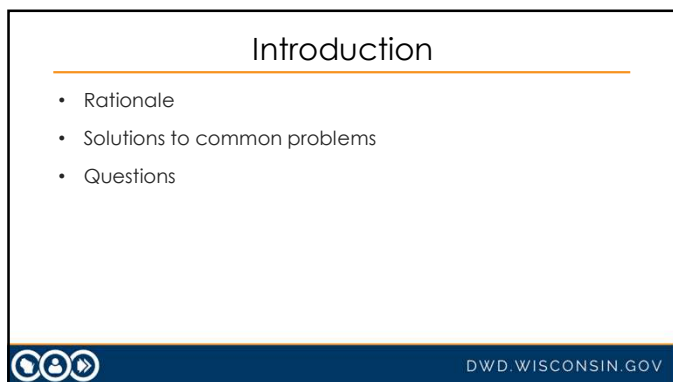 Introduction
• Rationale
• Solutions to common problems
• Questions
DWD.WISCONSIN.GOV